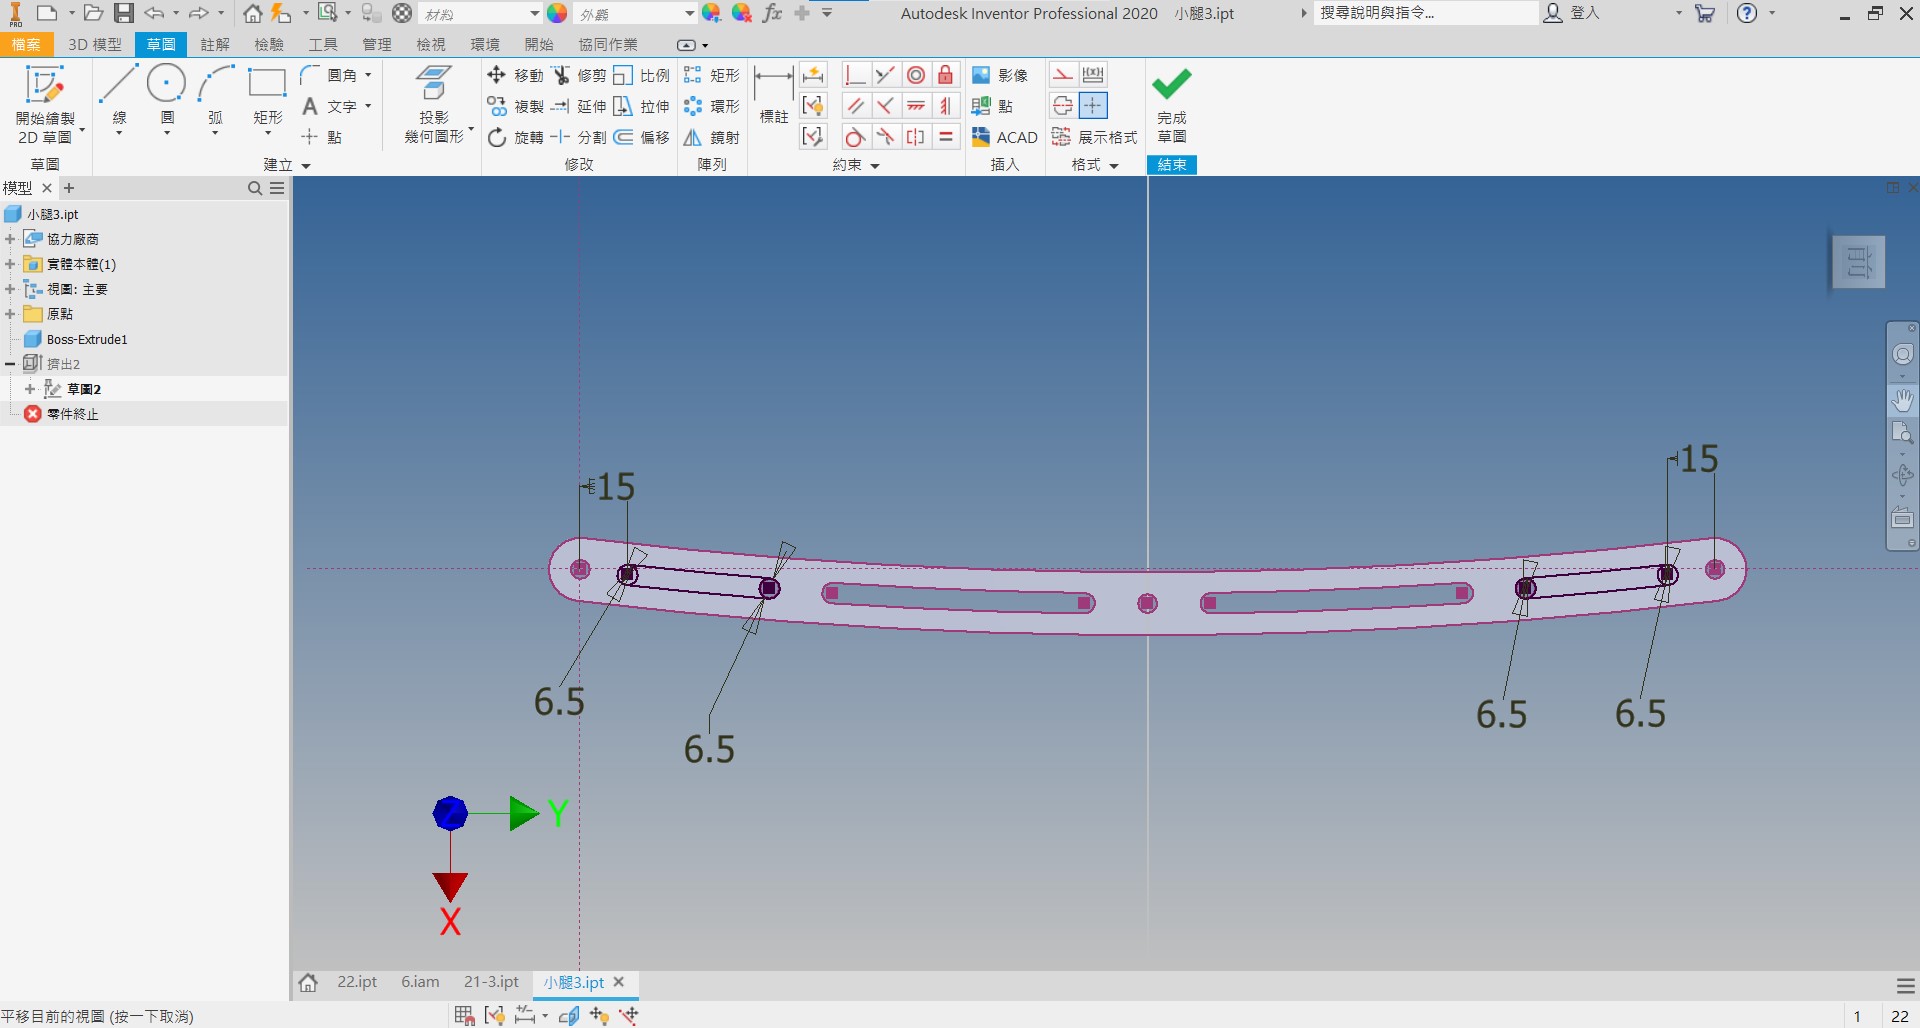 PRO
材料
外觀
fx
Autodesk Inventor Professional 2020 小腿3.ipt
搜尋說明與指令...
登入
檔案 3D 模型 草圖 註解 檢驗 工具 管理 檢視 環境 開始 協同作業
開始繪製
2D 草圖
草圖
線
圓
弧
矩形
圓角
文字
點
建立
投影
幾何圖形
移動 修剪 比例
複製 延伸 拉伸
旋轉 分割 偏移
修改
矩形
環形
鏡射
陣列
標註
約束
影像
點
ACAD
插入
展示格式
格式
完成
草圖
結束
模型
小腿3.ipt
協力廠商
實體本體(1)
視圖: 主要
原點
Boss-Extrude1
擠出2
草圖2
零件終止
前
15
15
6.5
6.5
6.5
6.5
Z
Y
X
22.ipt 6.iam 21-3.ipt 小腿3.ipt
平移目前的視圖 (按一下取消)
1 22